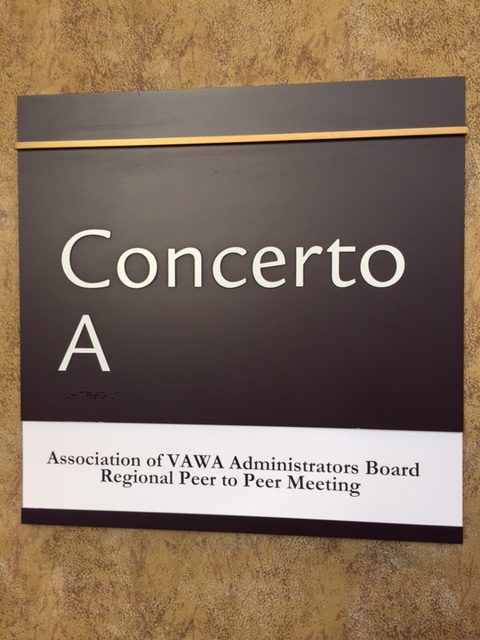 Concerto
A
Association of VAWA Administrators Board
Regional Peer to Peer Meeting